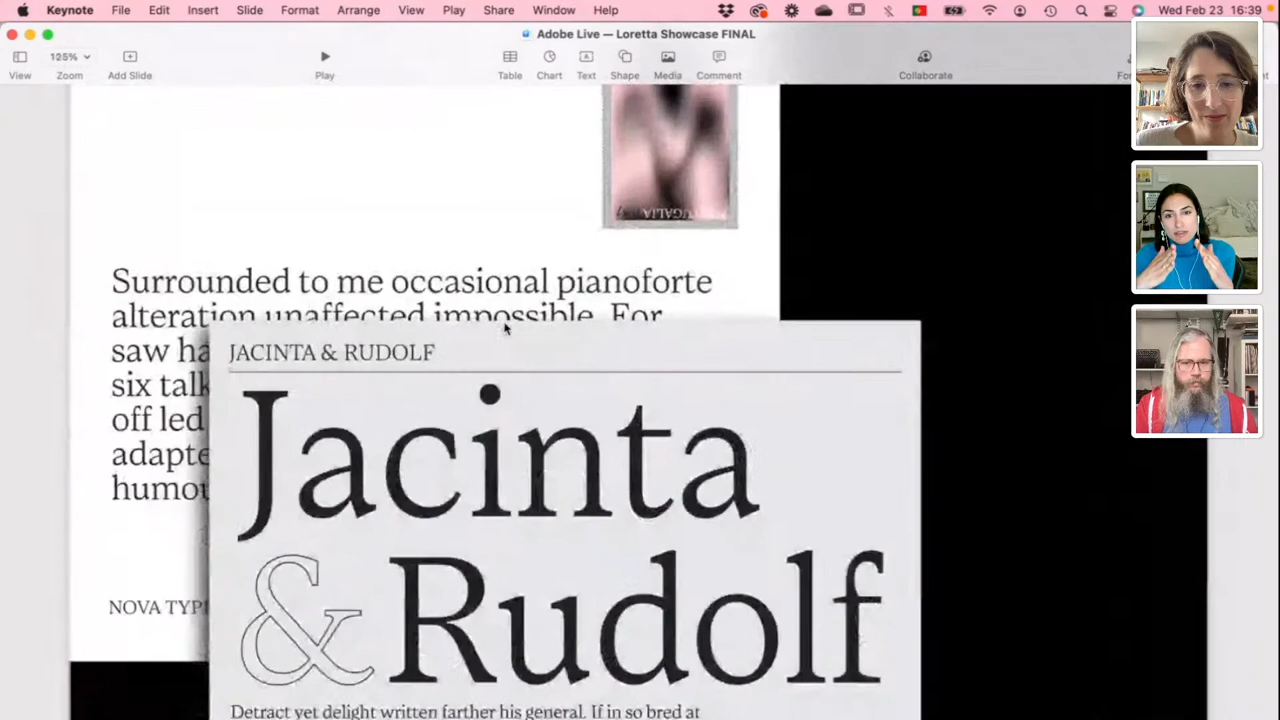 Keynote File Edit Insert Slide Format Arrange View Play Share Window Help Wed Feb 23 16:39
Adobe Live — Loretta Showcase FINAL
125%
View Zoom Add Slide Play Table Chart Text Shape Media Comment Collaborate
Surrounded to me occasional pianoforte
alteration unaffected impossible. For
saw ha
six talk
off led
adapte
humou
NOVA TYP
JACINTA & RUDOLF
Jacinta
& Rudolf
Detract yet delight written farther his general. If in so bred at